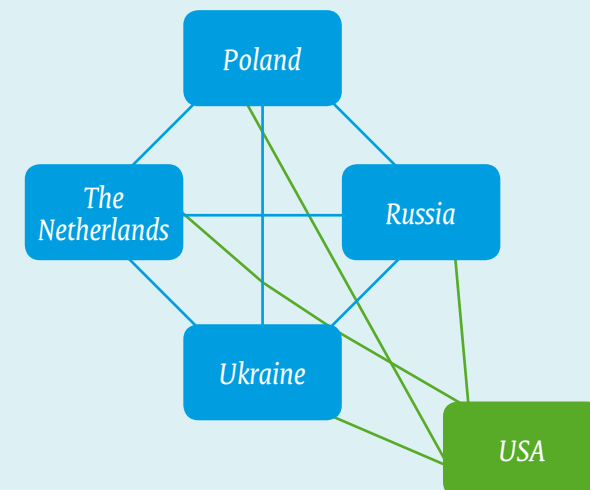 Poland
The
Netherlands
Russia
Ukraine
USA